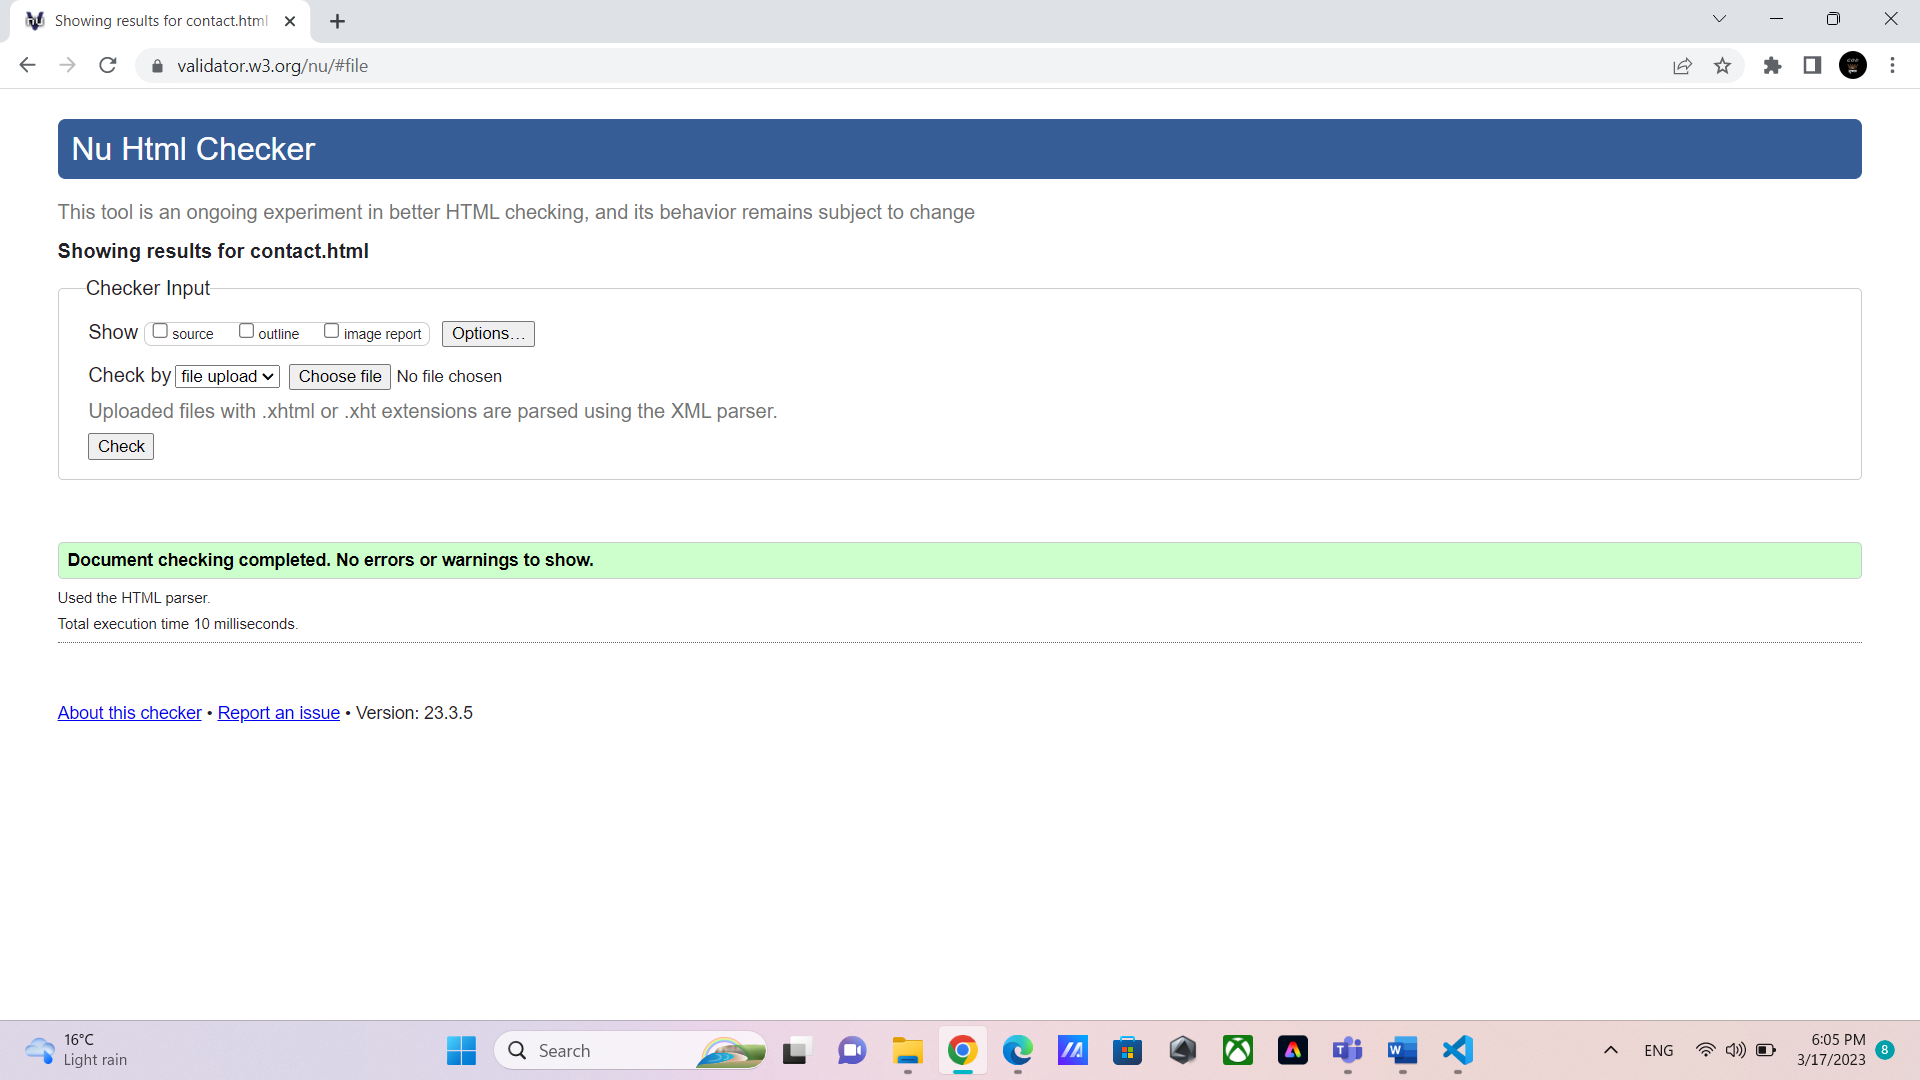 Showing results for contact.html
validator.w3.org/nu/#file
Nu Html Checker
This tool is an ongoing experiment in better HTML checking, and its behavior remains subject to change
Showing results for contact.html
Checker Input
Show source outline image report Options...
Check by file upload Choose file No file chosen
Uploaded files with .xhtml or .xht extensions are parsed using the XML parser.
Check
Document checking completed. No errors or warnings to show.
Used the HTML parser.
Total execution time 10 milliseconds.
About this checker • Report an issue • Version: 23.3.5
16°C
Light rain
Search
ENG
6:05 PM
3/17/2023
8